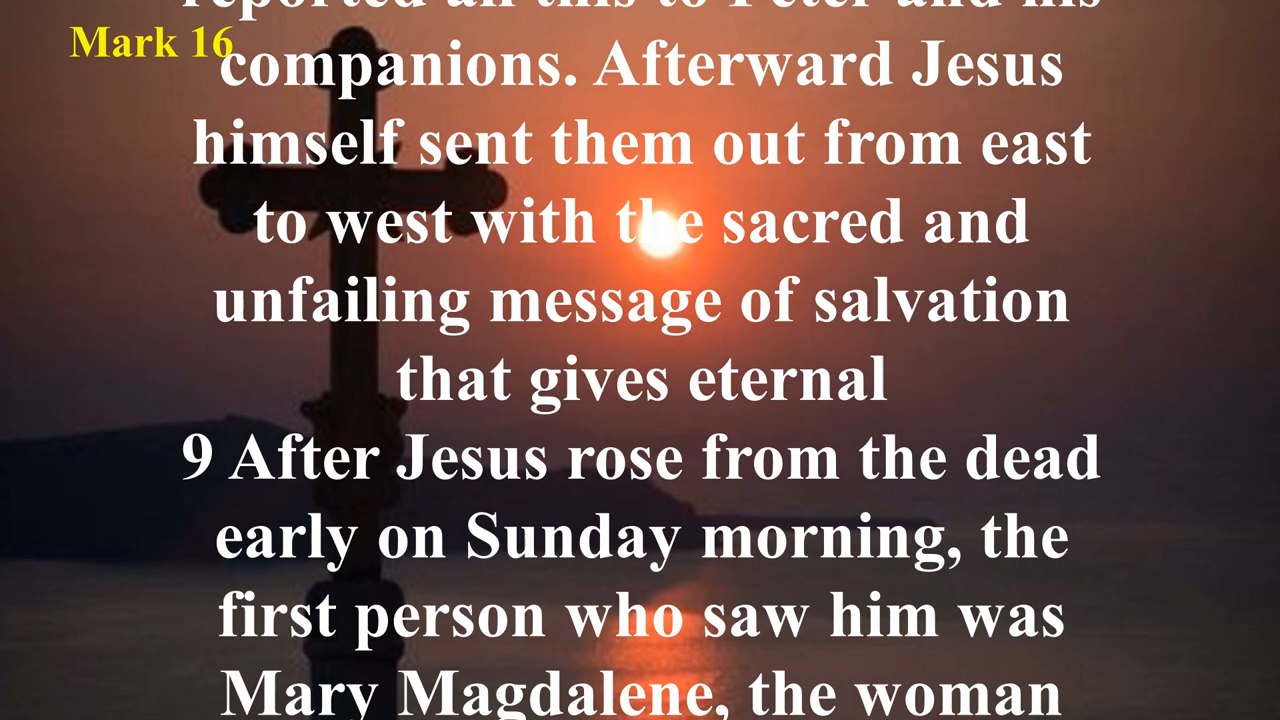 reported all this to Peter and his
Mark 16
companions. Afterward Jesus
himself sent them out from east
to west with the sacred and
unfailing message of salvation
that gives eternal
9 After Jesus rose from the dead
early on Sunday morning, the
first person who saw him was
Mary Magdalene, the woman